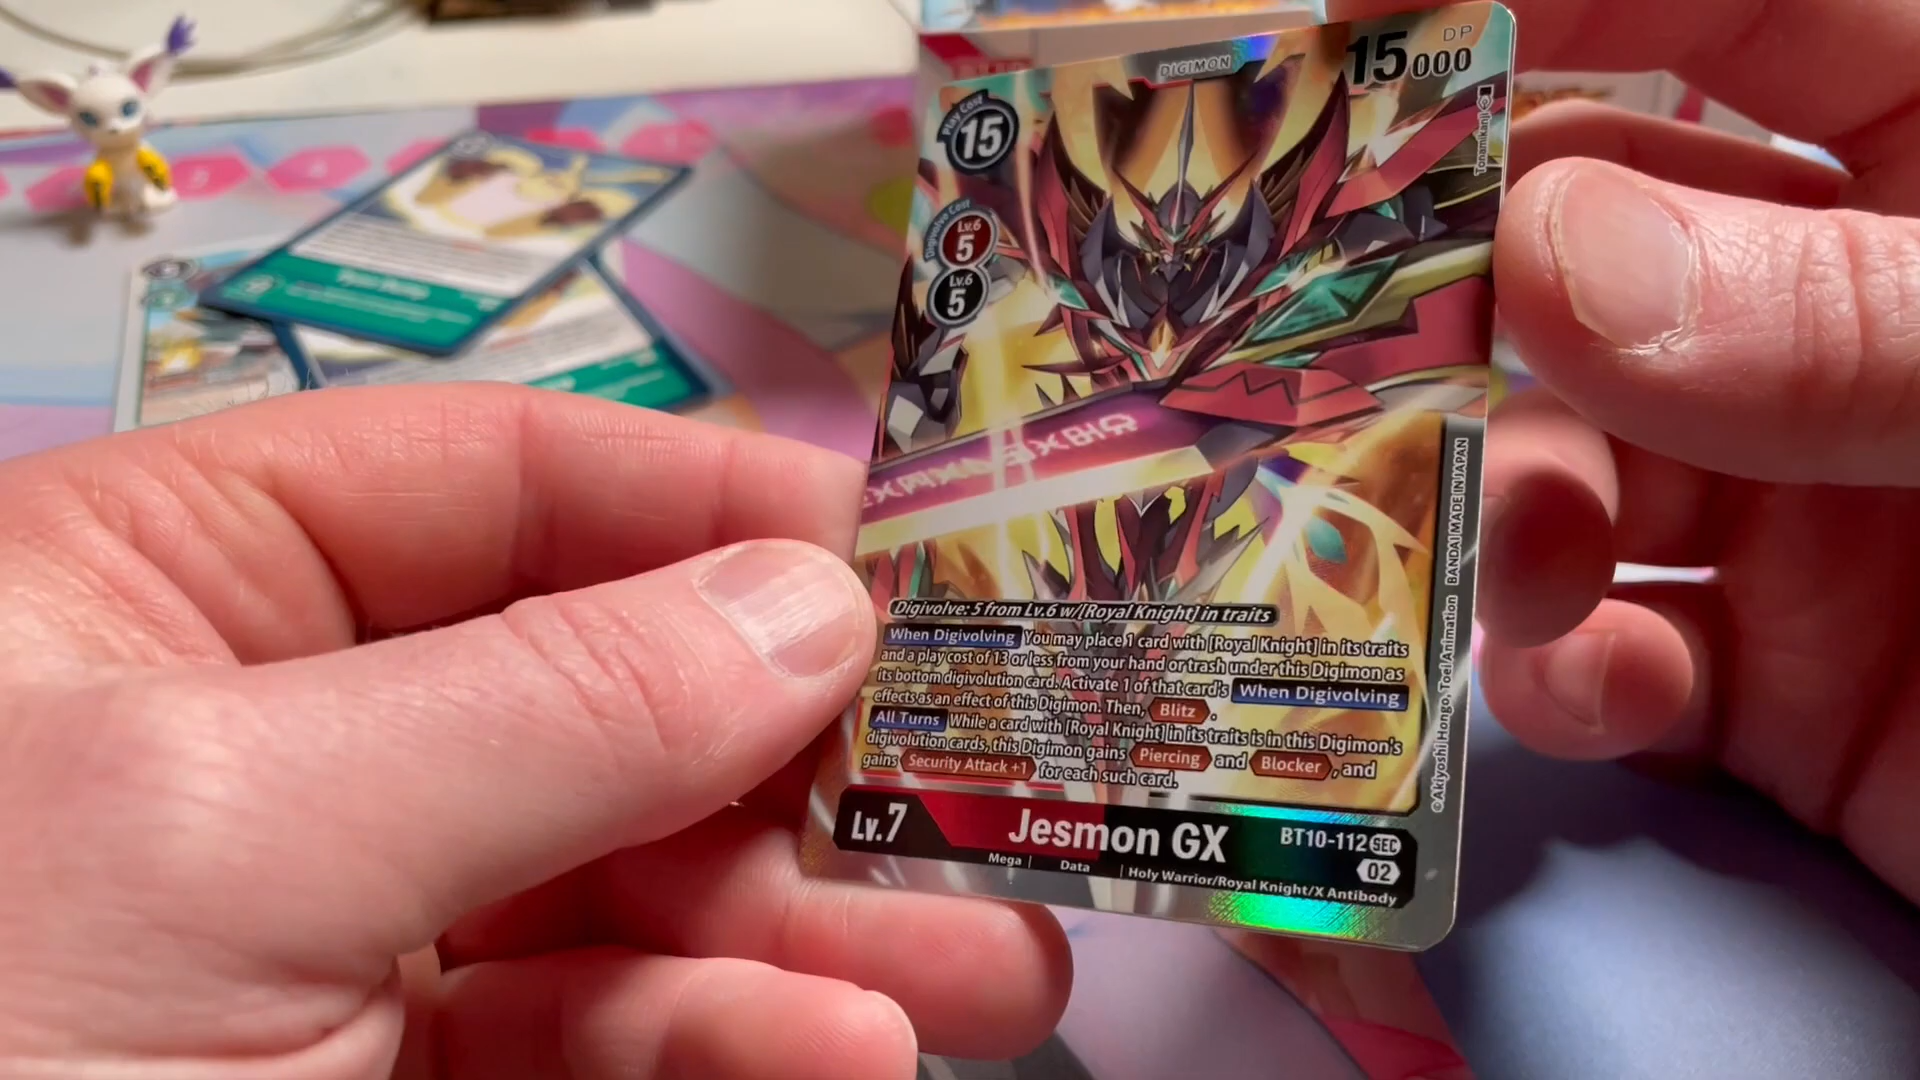 DIGIMON
DP
15000
Play Cost
15
Digivolve Cost
Lv.6
5
Lv.6
5
Tonamikanji
BANDAI MADE IN JAPAN
©Akiyoshi Hongo, Toei Animation
Digivolve: 5 from Lv.6 w/[Royal Knight] in traits
When Digivolving You may place 1 card with [Royal Knight] in its traits
and a play cost of 13 or less from your hand or trash under this Digimon as
its bottom digivolution card. Activate 1 of that card's When Digivolving
effects as an effect of this Digimon. Then, Blitz.
All Turns While a card with [Royal Knight] in its traits is in this Digimon's
digivolution cards, this Digimon gains Piercing and Blocker, and
gains Security Attack +1 for each such card.
Lv.7
Jesmon GX
BT10-112 SEC
02
Mega | Data | Holy Warrior/Royal Knight/X Antibody